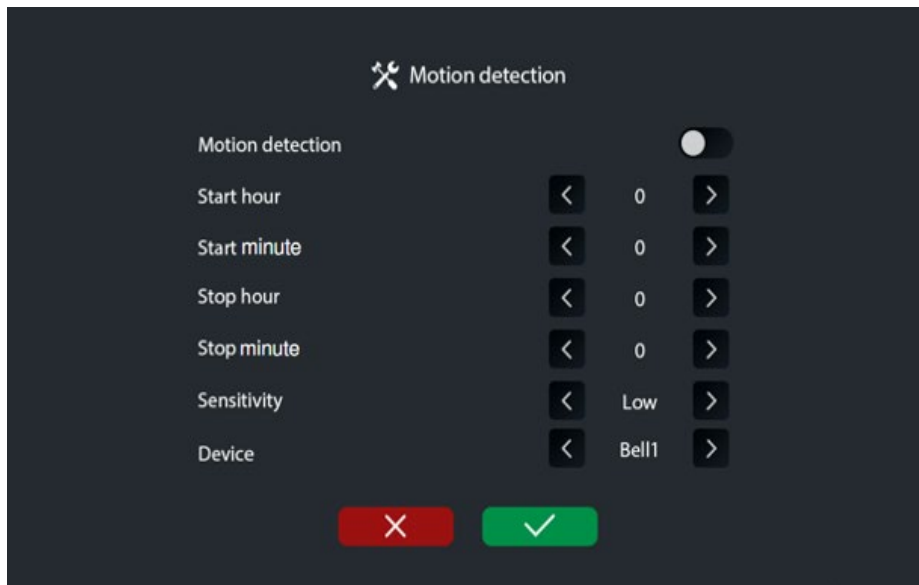 Motion detection
Motion detection
Start hour 0
Start minute 0
Stop hour 0
Stop minute 0
Sensitivity Low
Device Bell1